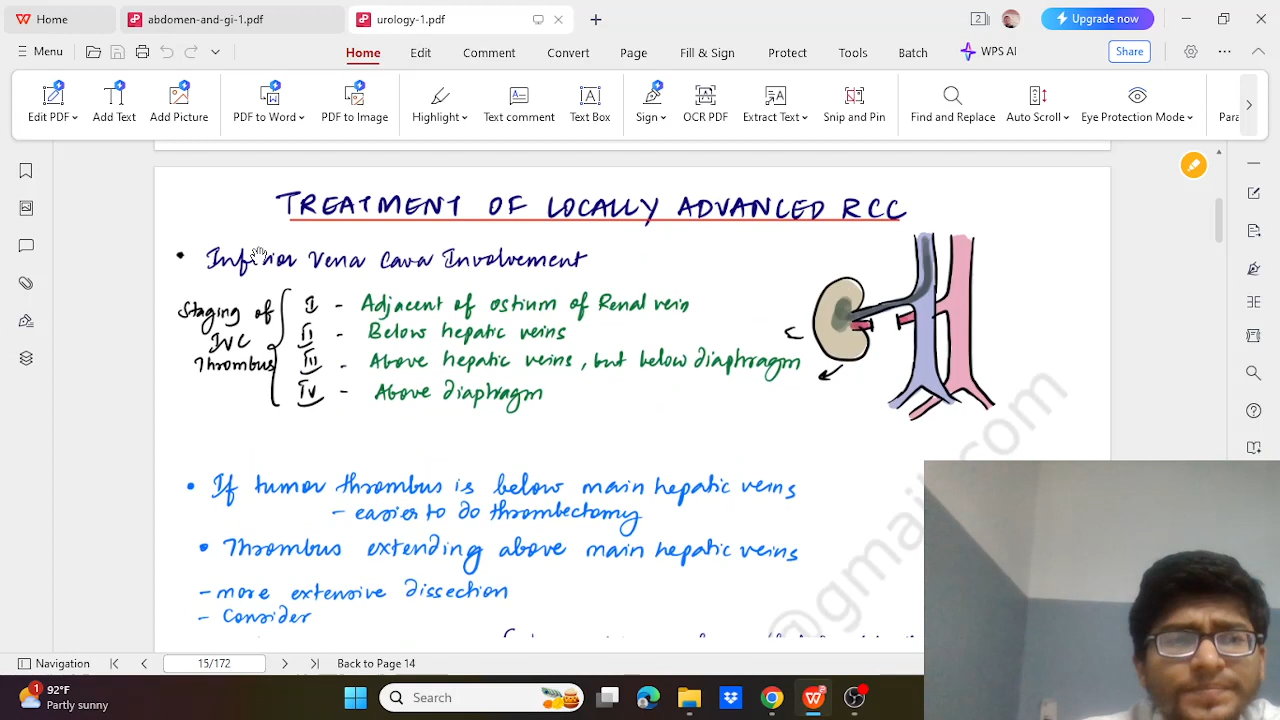 Home
abdomen-and-gi-1.pdf
urology-1.pdf
2
Upgrade now
Menu
Home
Edit
Comment
Convert
Page
Fill & Sign
Protect
Tools
Batch
WPS AI
Share
Edit PDF
Add Text
Add Picture
PDF to Word
PDF to Image
Highlight
Text comment
Text Box
Sign
OCR PDF
Extract Text
Snip and Pin
Find and Replace
Auto Scroll
Eye Protection Mode
Para
TREATMENT OF LOCALLY ADVANCED RCC
• Inferior Vena Cava Involvement
Staging of IVC Thrombus
I - Adjacent of ostium of Renal vein
II - Below hepatic veins
III - Above hepatic veins, but below diaphragm
IV - Above diaphragm
• If tumor thrombus is below main hepatic veins
- easier to do thrombectomy
• Thrombus extending above main hepatic veins
- more extensive dissection
- Consider
@gmail
Navigation
15/172
Back to Page 14
1
92°F
Partly sunny
Search